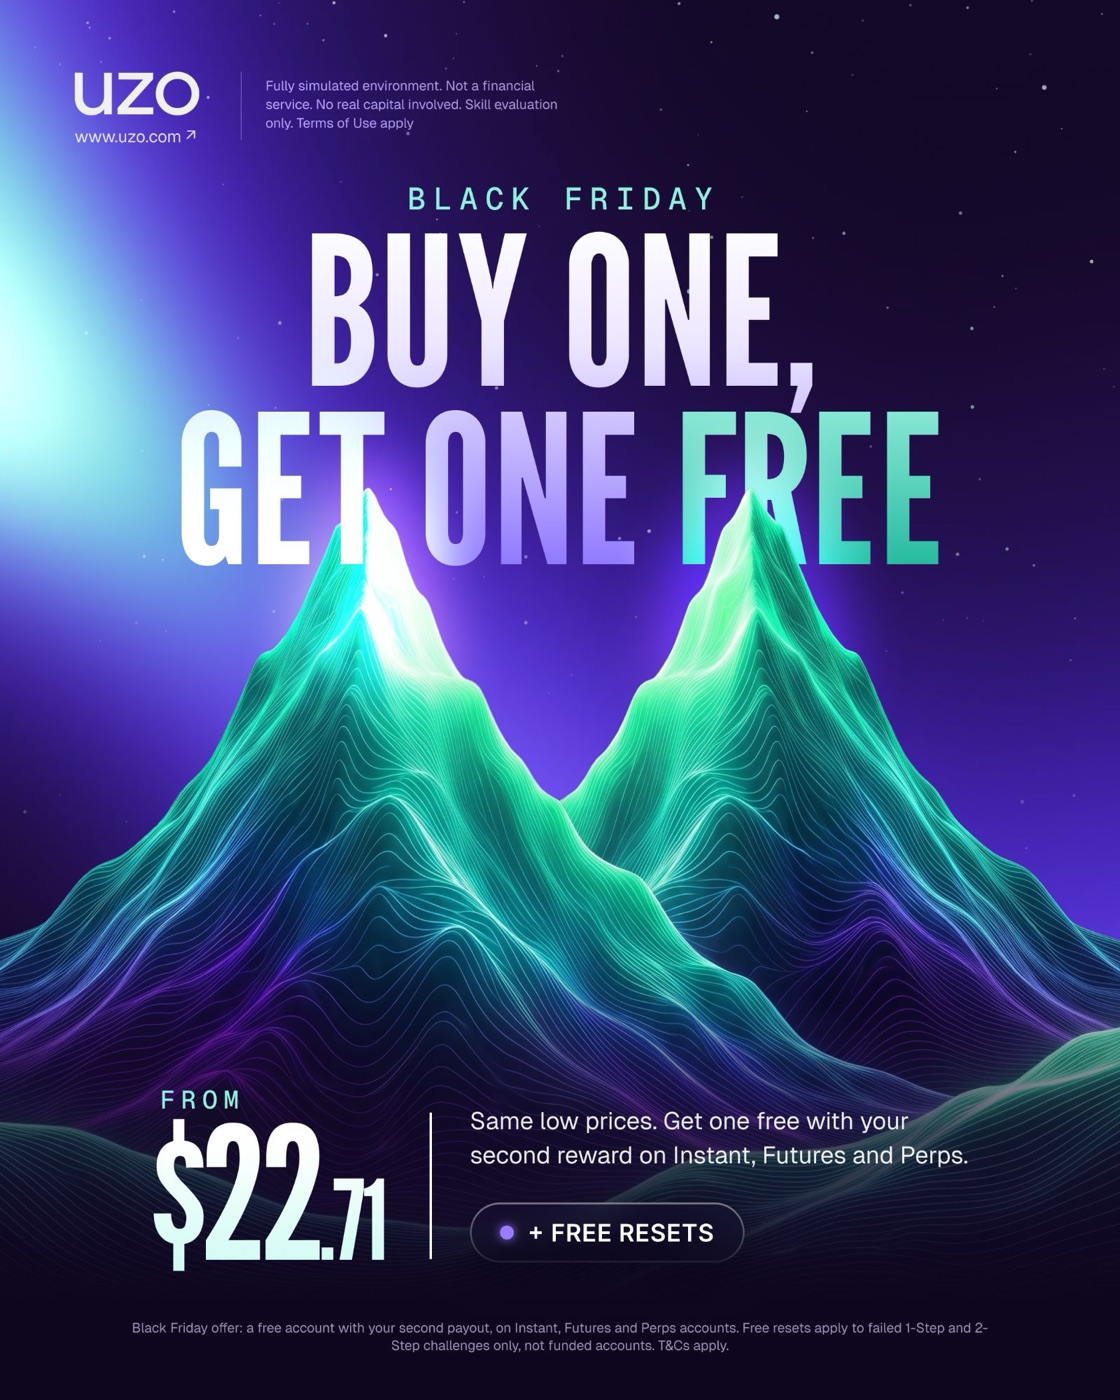 uzo
www.uzo.com
Fully simulated environment. Not a financial
service. No real capital involved. Skill evaluation
only. Terms of Use apply
BLACK FRIDAY
BUY ONE,
GET ONE FREE
FROM
$22.71
Same low prices. Get one free with your
second reward on Instant, Futures and Perps.
+ FREE RESETS
Black Friday offer: a free account with your second payout, on Instant, Futures and Perps accounts. Free resets apply to failed 1-Step and 2-
Step challenges only, not funded accounts. T&Cs apply.